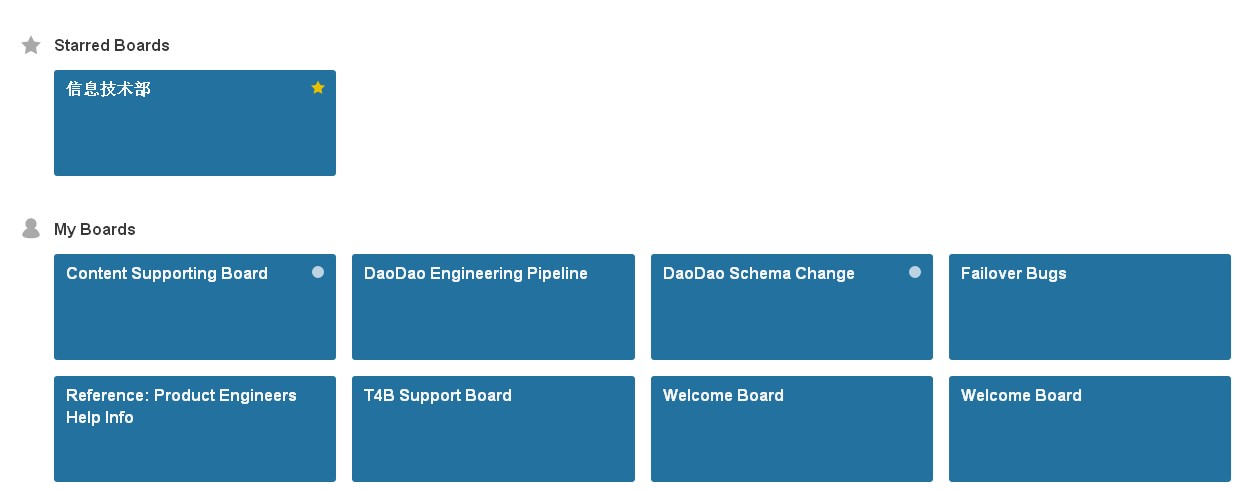 Starred Boards
信息技术部
My Boards
Content Supporting Board
DaoDao Engineering Pipeline
DaoDao Schema Change
Failover Bugs
Reference: Product Engineers
Help Info
T4B Support Board
Welcome Board
Welcome Board